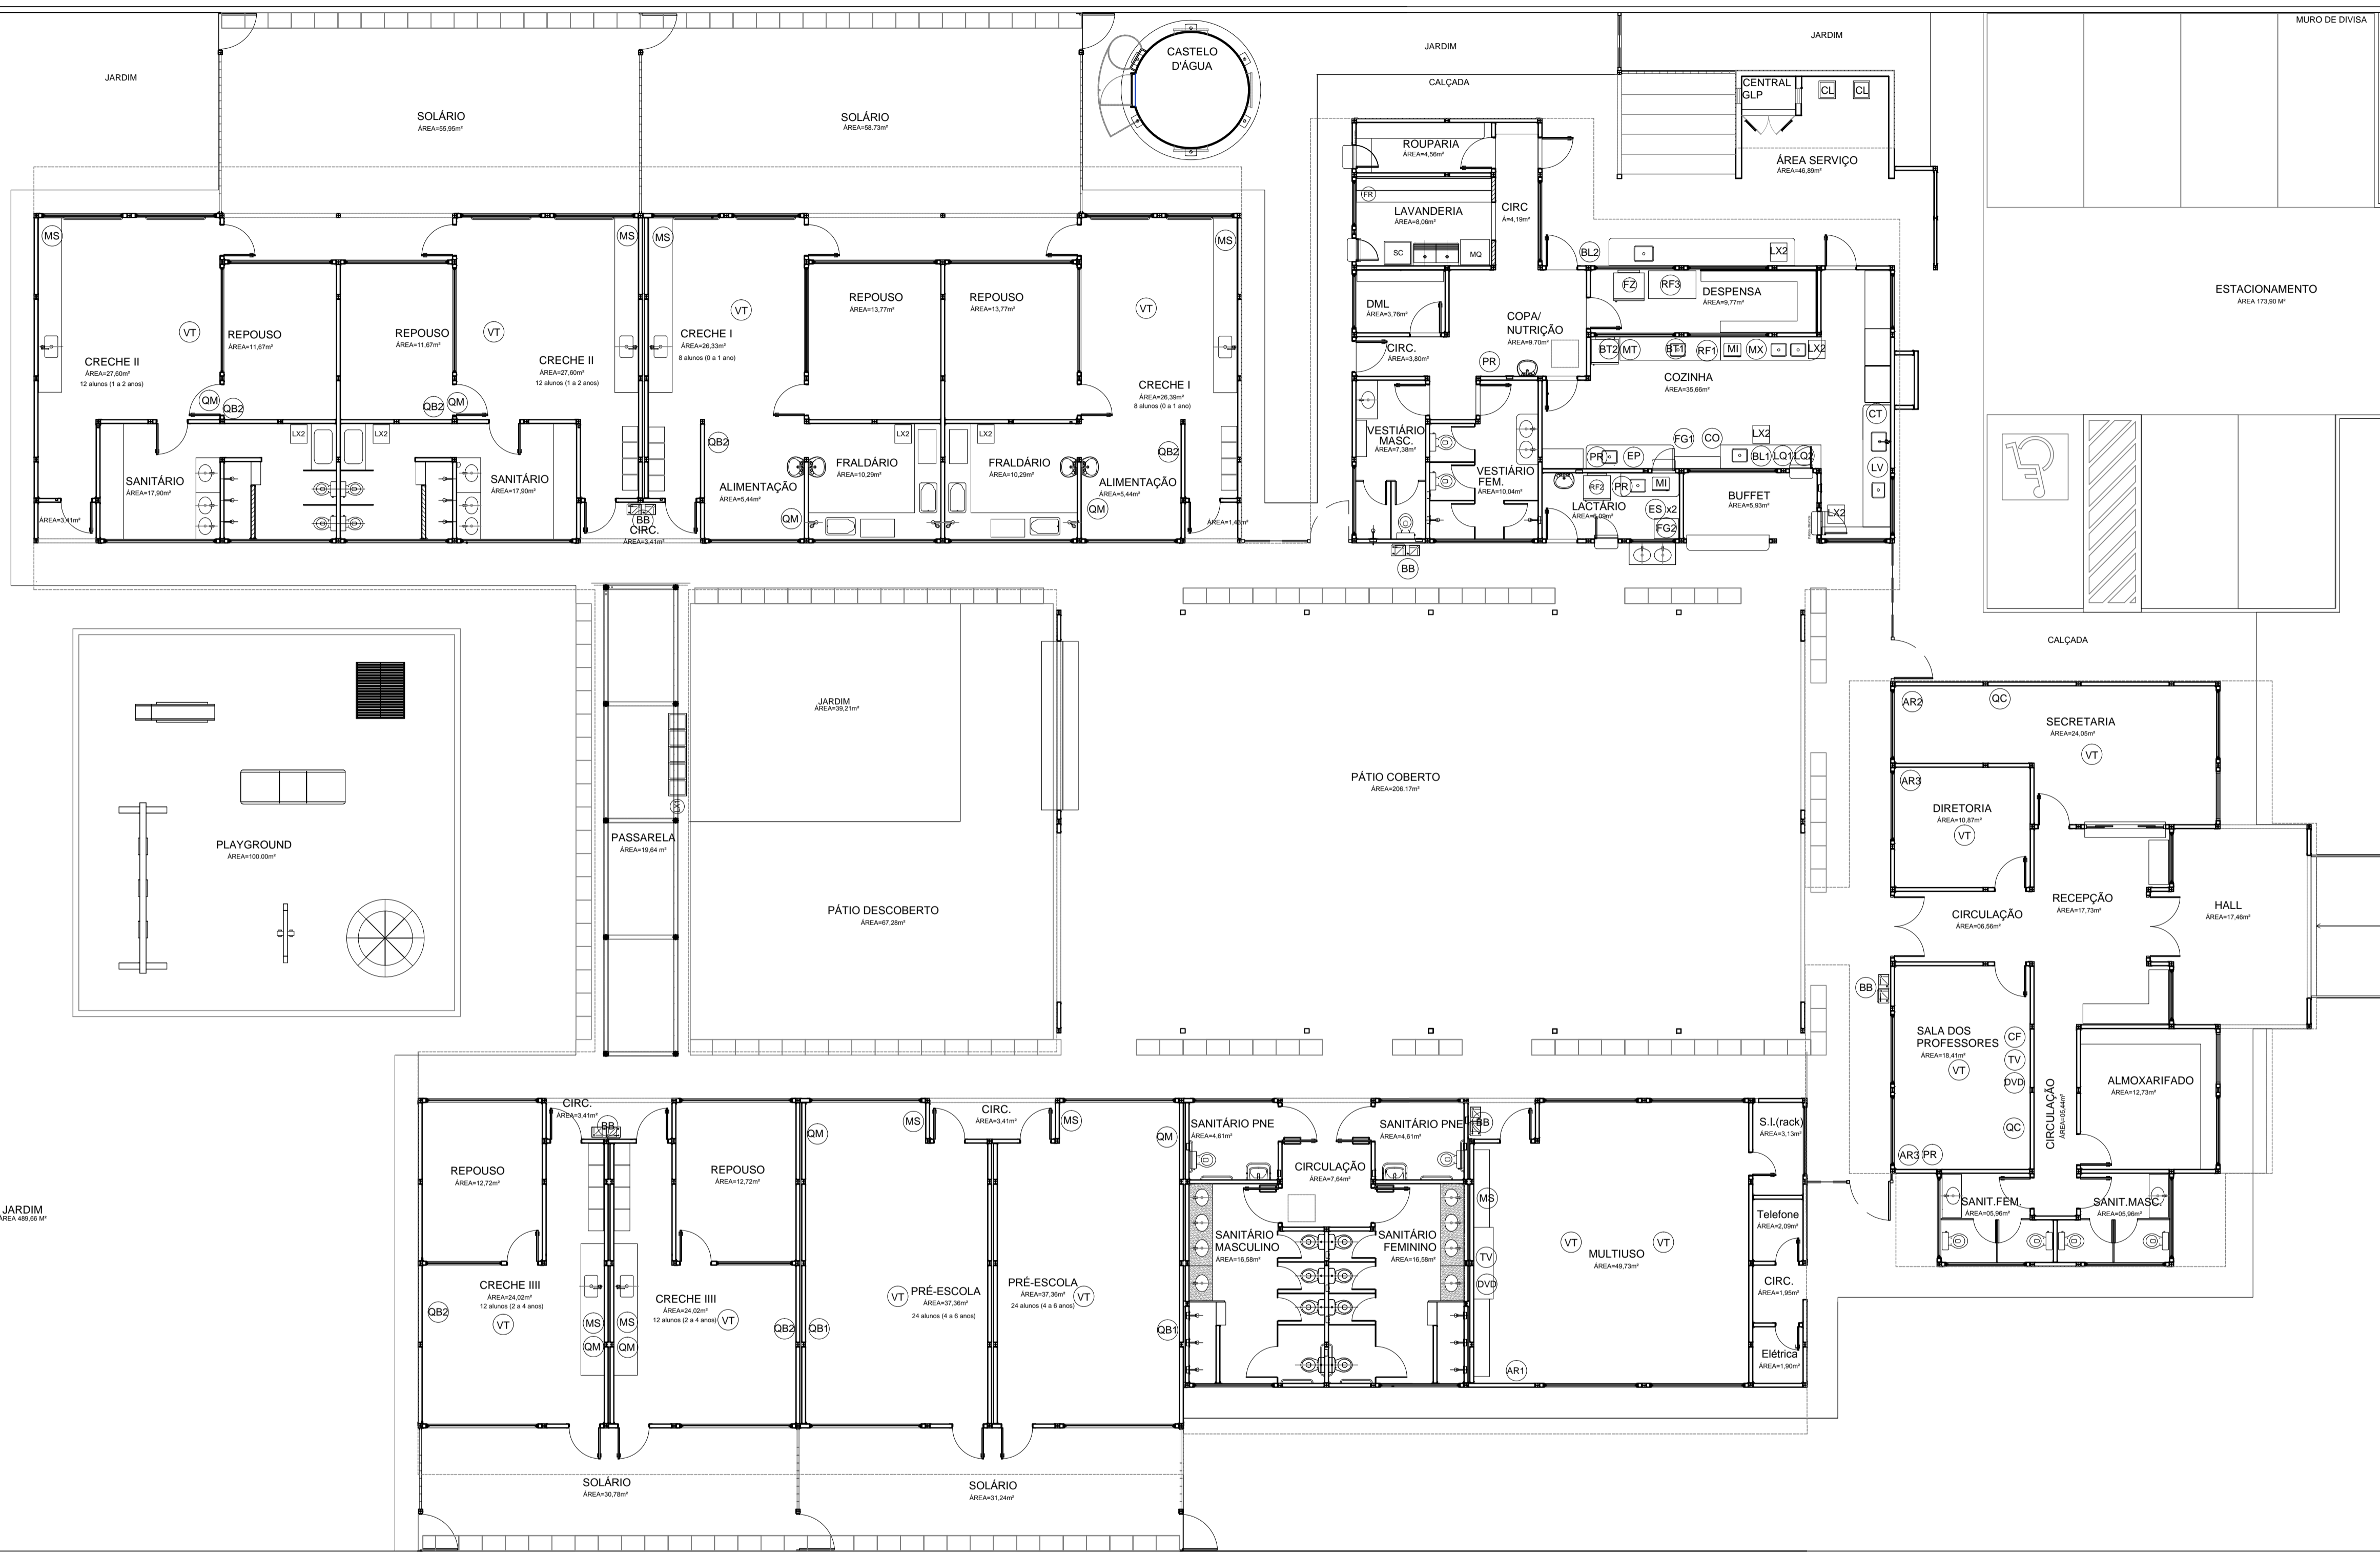 MURO DE DIVISA
JARDIM
SOLÁRIO
ÁREA=55,95m²
SOLÁRIO
ÁREA=58.73m²
CASTELO
D'ÁGUA
JARDIM
CALÇADA
JARDIM
CENTRAL
GLP
CL
CL
ÁREA SERVIÇO
ÁREA=46,89m²
ROUPARIA
ÁREA=4,56m²
FR
LAVANDERIA
ÁREA=8,06m²
SC
MQ
CIRC
Á=4,19m²
BL2
LX2
ESTACIONAMENTO
ÁREA 173,90 M²
MS
MS
MS
MS
VT
REPOUSO
ÁREA=11,67m²
REPOUSO
ÁREA=11,67m²
VT
CRECHE II
ÁREA=27,60m²
12 alunos (1 a 2 anos)
CRECHE II
ÁREA=27,60m²
12 alunos (1 a 2 anos)
QM
QB2
QB2
QM
VT
CRECHE I
ÁREA=26,33m²
8 alunos (0 a 1 ano)
REPOUSO
ÁREA=13,77m²
REPOUSO
ÁREA=13,77m²
VT
CRECHE I
ÁREA=26,39m²
8 alunos (0 a 1 ano)
DML
ÁREA=3,76m²
CIRC.
ÁREA=3,80m²
COPA/
NUTRIÇÃO
ÁREA=9.70m²
PR
FZ
RF3
DESPENSA
ÁREA=9,77m²
BT2
MT
BT1
RF1
MI
MX
LX2
COZINHA
ÁREA=35,66m²
CT
LV
FG1
CO
LX2
PR
EP
BL1
LQ1
LQ2
SANITÁRIO
ÁREA=17,90m²
LX2
LX2
SANITÁRIO
ÁREA=17,90m²
ÁREA=3,41m²
BB
CIRC.
ÁREA=3,41m²
QB2
ALIMENTAÇÃO
ÁREA=5,44m²
QM
LX2
FRALDÁRIO
ÁREA=10,29m²
LX2
FRALDÁRIO
ÁREA=10,29m²
QB2
ALIMENTAÇÃO
ÁREA=5,44m²
QM
VESTIÁRIO
MASC.
ÁREA=7,38m²
VESTIÁRIO
FEM.
ÁREA=10,04m²
RF2
PR
MI
LACTÁRIO
ES x2
FG2
BUFFET
ÁREA=5,93m²
LX2
BB
CALÇADA
PLAYGROUND
ÁREA=100.00m²
LX1
PASSARELA
ÁREA=19,64 m²
JARDIM
ÁREA=39,21m²
PÁTIO DESCOBERTO
ÁREA=67,28m²
PÁTIO COBERTO
ÁREA=206.17m²
AR2
QC
SECRETARIA
ÁREA=24,05m²
VT
AR3
DIRETORIA
ÁREA=10,87m²
VT
CIRCULAÇÃO
ÁREA=06,56m²
RECEPÇÃO
ÁREA=17,73m²
HALL
ÁREA=17,46m²
BB
SALA DOS
PROFESSORES
ÁREA=18,41m²
VT
CF
TV
DVD
QC
AR3
PR
CIRCULAÇÃO
ÁREA=05,44m²
ALMOXARIFADO
ÁREA=12,73m²
SANIT.FEM.
ÁREA=05,96m²
SANIT.MASC.
ÁREA=05,96m²
JARDIM
ÁREA 489,66 M²
CIRC.
ÁREA=3,41m²
BB
REPOUSO
ÁREA=12,72m²
REPOUSO
ÁREA=12,72m²
CRECHE IIII
ÁREA=24,02m²
12 alunos (2 a 4 anos)
VT
QB2
MS
QM
MS
QM
CRECHE IIII
ÁREA=24,02m²
12 alunos (2 a 4 anos)
VT
QB2
QM
MS
CIRC.
ÁREA=3,41m²
MS
QM
VT
PRÉ-ESCOLA
ÁREA=37,36m²
24 alunos (4 a 6 anos)
PRÉ-ESCOLA
ÁREA=37,36m²
24 alunos (4 a 6 anos)
VT
QB1
QB1
SANITÁRIO PNE
ÁREA=4,61m²
SANITÁRIO PNE
ÁREA=4,61m²
CIRCULAÇÃO
ÁREA=7,64m²
SANITÁRIO
MASCULINO
ÁREA=16,58m²
SANITÁRIO
FEMININO
ÁREA=16,58m²
BB
MS
TV
DVD
VT
VT
MULTIUSO
ÁREA=49,73m²
AR1
S.I.(rack)
ÁREA=3,13m²
Telefone
ÁREA=2,09m²
CIRC.
ÁREA=1,95m²
Elétrica
ÁREA=1,90m²
SOLÁRIO
ÁREA=30,78m²
SOLÁRIO
ÁREA=31,24m²